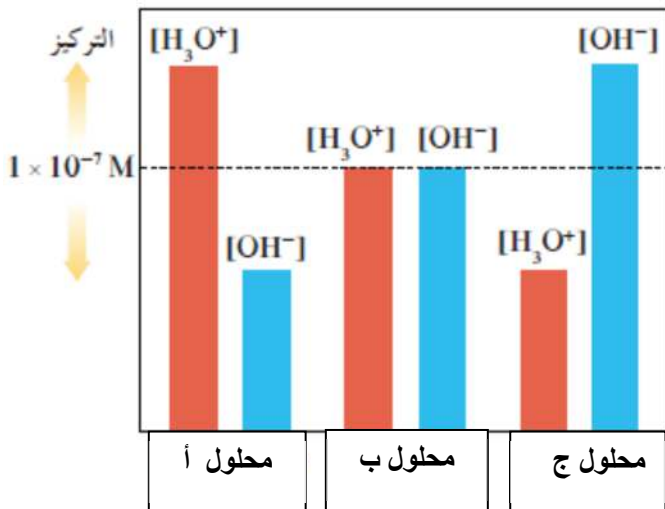 التركيز
[H₃O⁺]
[OH⁻]
[H₃O⁺] [OH⁻]
1 × 10⁻⁷ M
[OH⁻]
[H₃O⁺]
محلول أ
محلول ب
محلول ج